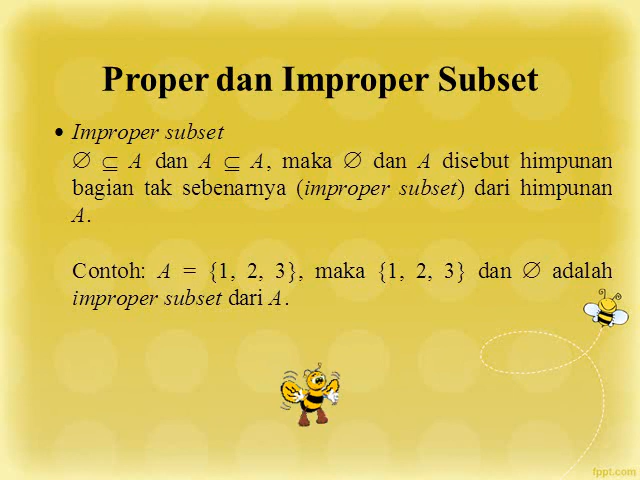 Proper dan Improper Subset
• Improper subset
∅ ⊆ A dan A ⊆ A, maka ∅ dan A disebut himpunan
bagian tak sebenarnya (improper subset) dari himpunan
A.
Contoh: A = {1, 2, 3}, maka {1, 2, 3} dan ∅ adalah
improper subset dari A.
fppt.com